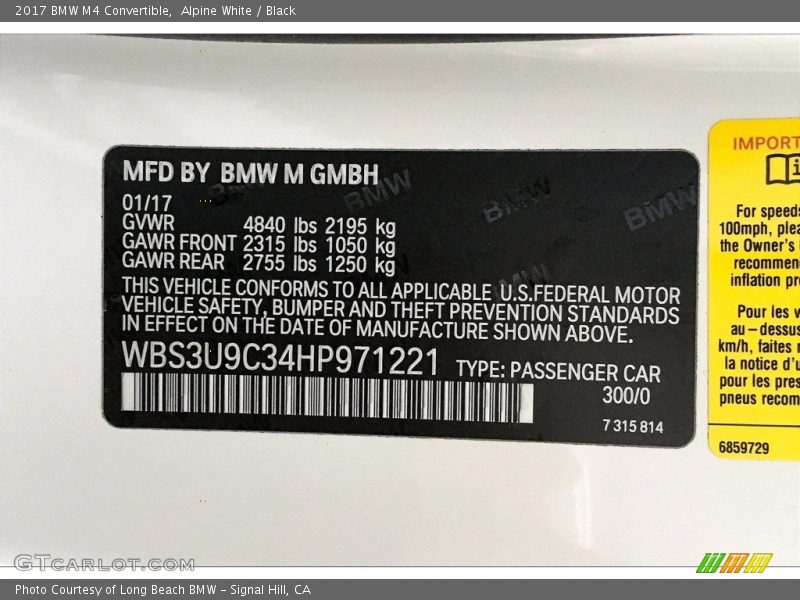 2017 BMW M4 Convertible, Alpine White / Black
MFD BY BMW M GMBH
01/17
GVWR 4840 lbs 2195 kg
GAWR FRONT 2315 lbs 1050 kg
GAWR REAR 2755 lbs 1250 kg
THIS VEHICLE CONFORMS TO ALL APPLICABLE U.S.FEDERAL MOTOR
VEHICLE SAFETY, BUMPER AND THEFT PREVENTION STANDARDS
IN EFFECT ON THE DATE OF MANUFACTURE SHOWN ABOVE.
WBS3U9C34HP971221 TYPE: PASSENGER CAR
300/0
7 315 814
BMW
BMW
BMW
BMW
IMPORT
For speeds
100mph, plea
the Owner's
recommen
inflation pr
Pour les v
au-dessus
km/h, faites
la notice d'u
pour les pres
pneus recom
6859729
GTCARLOT.COM
Photo Courtesy of Long Beach BMW - Signal Hill, CA